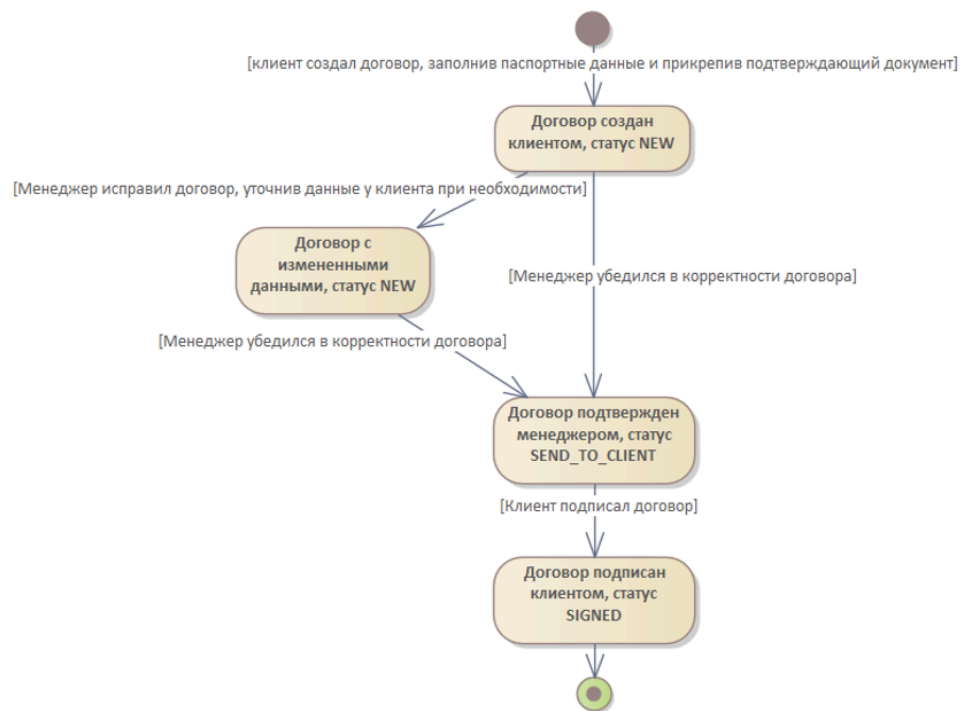 [клиент создал договор, заполнив паспортные данные и прикрепив подтверждающий документ]
Договор создан
клиентом, статус NEW
[Менеджер исправил договор, уточнив данные у клиента при необходимости]
Договор с
измененными
данными, статус NEW
[Менеджер убедился в корректности договора]
[Менеджер убедился в корректности договора]
Договор подтвержден
менеджером, статус
SEND_TO_CLIENT
[Клиент подписал договор]
Договор подписан
клиентом, статус
SIGNED